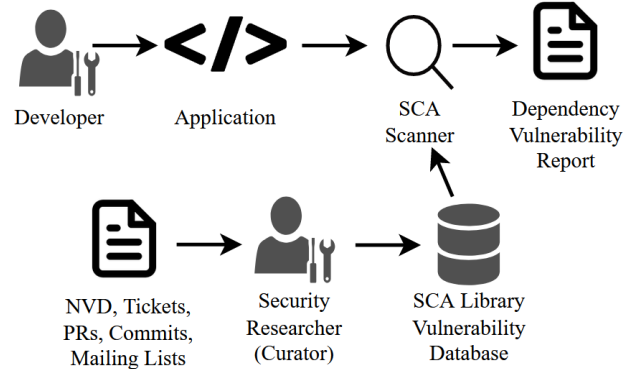 </>
Developer
Application
SCA
Scanner
Dependency
Vulnerability
Report
NVD, Tickets,
PRs, Commits,
Mailing Lists
Security
Researcher
(Curator)
SCA Library
Vulnerability
Database